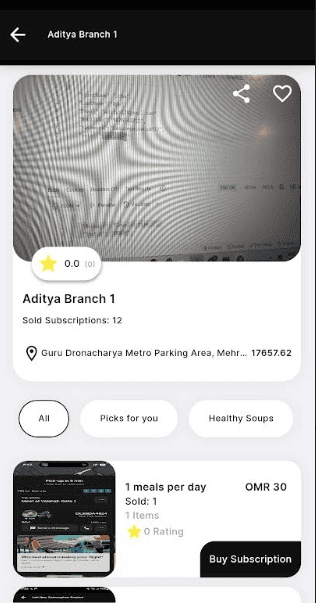 Aditya Branch 1
0.0 (0)
Aditya Branch 1
Sold Subscriptions: 12
Guru Dronacharya Metro Parking Area, Mehr... 17657.62
All
Picks for you
Healthy Soups
1 meals per day OMR 30
Sold: 1
1 Items
0 Rating
Buy Subscription